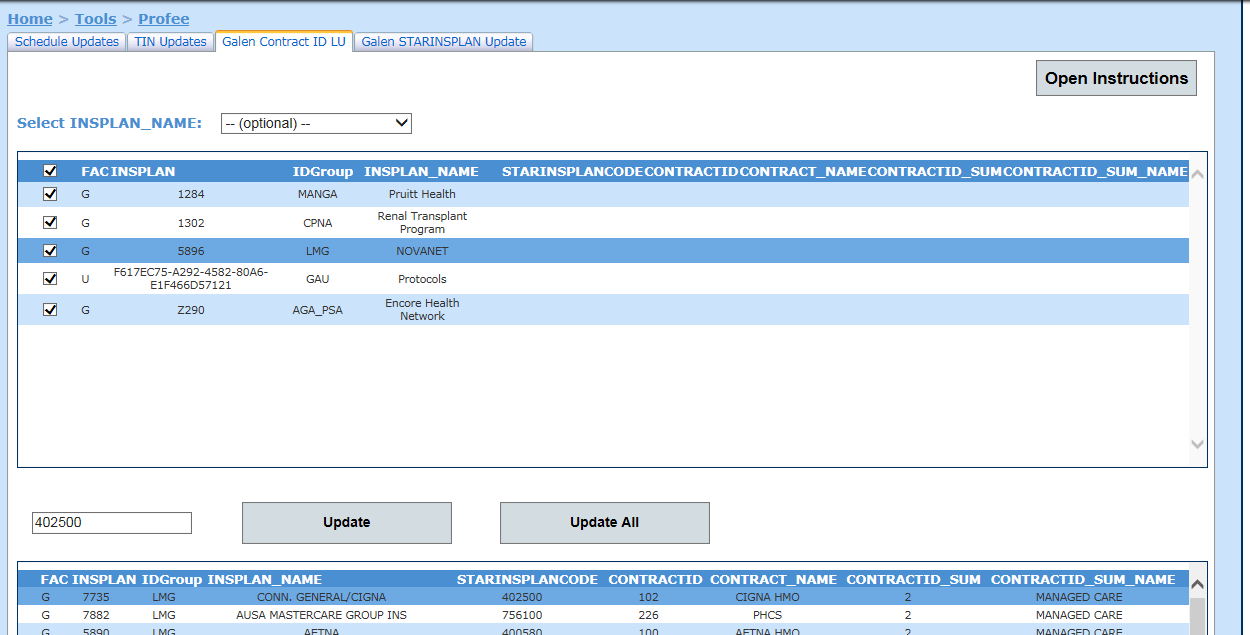 Home > Tools > Profee
Schedule Updates TIN Updates Galen Contract ID LU Galen STARINSPLAN Update
Open Instructions
Select INSPLAN_NAME: -- (optional) --
FAC INSPLAN IDGroup INSPLAN_NAME STARINSPLANCODE CONTRACTID CONTRACT_NAME CONTRACTID_SUM CONTRACTID_SUM_NAME
G 1284 MANGA Pruitt Health
G 1302 CPNA Renal Transplant
Program
G 5896 LMG NOVANET
U F617EC75-A292-4582-80A6-
E1F466D57121 GAU Protocols
G Z290 AGA_PSA Encore Health
Network
402500 Update Update All
FAC INSPLAN IDGroup INSPLAN_NAME STARINSPLANCODE CONTRACTID CONTRACT_NAME CONTRACTID_SUM CONTRACTID_SUM_NAME
G 7735 LMG CONN. GENERAL/CIGNA 402500 102 CIGNA HMO 2 MANAGED CARE
G 7882 LMG AUSA MASTERCARE GROUP INS 756100 226 PHCS 2 MANAGED CARE
G 5890 LMG AETNA 400580 100 AETNA HMO 2 MANAGED CARE